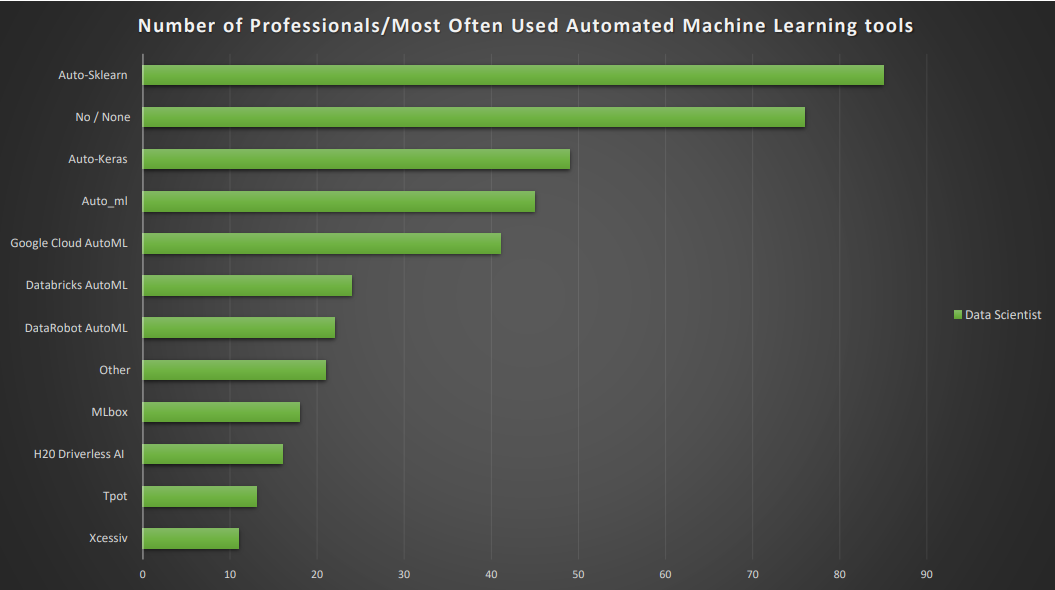 Number of Professionals/Most Often Used Automated Machine Learning tools
Auto-Sklearn
No / None
Auto-Keras
Auto_ml
Google Cloud AutoML
Databricks AutoML
DataRobot AutoML
Other
MLbox
H20 Driverless AI
Tpot
Xcessiv
0 10 20 30 40 50 60 70 80 90
Data Scientist